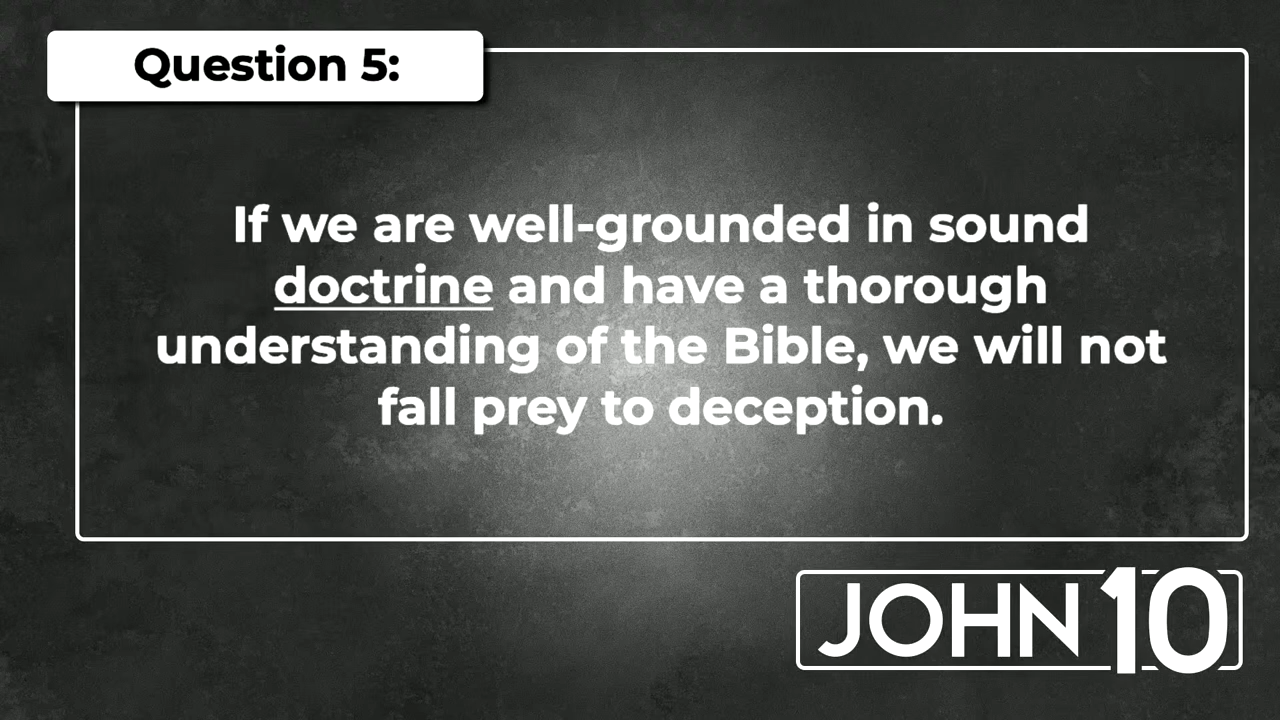 Question 5:
If we are well-grounded in sound
doctrine and have a thorough
understanding of the Bible, we will not
fall prey to deception.
JOHN 10